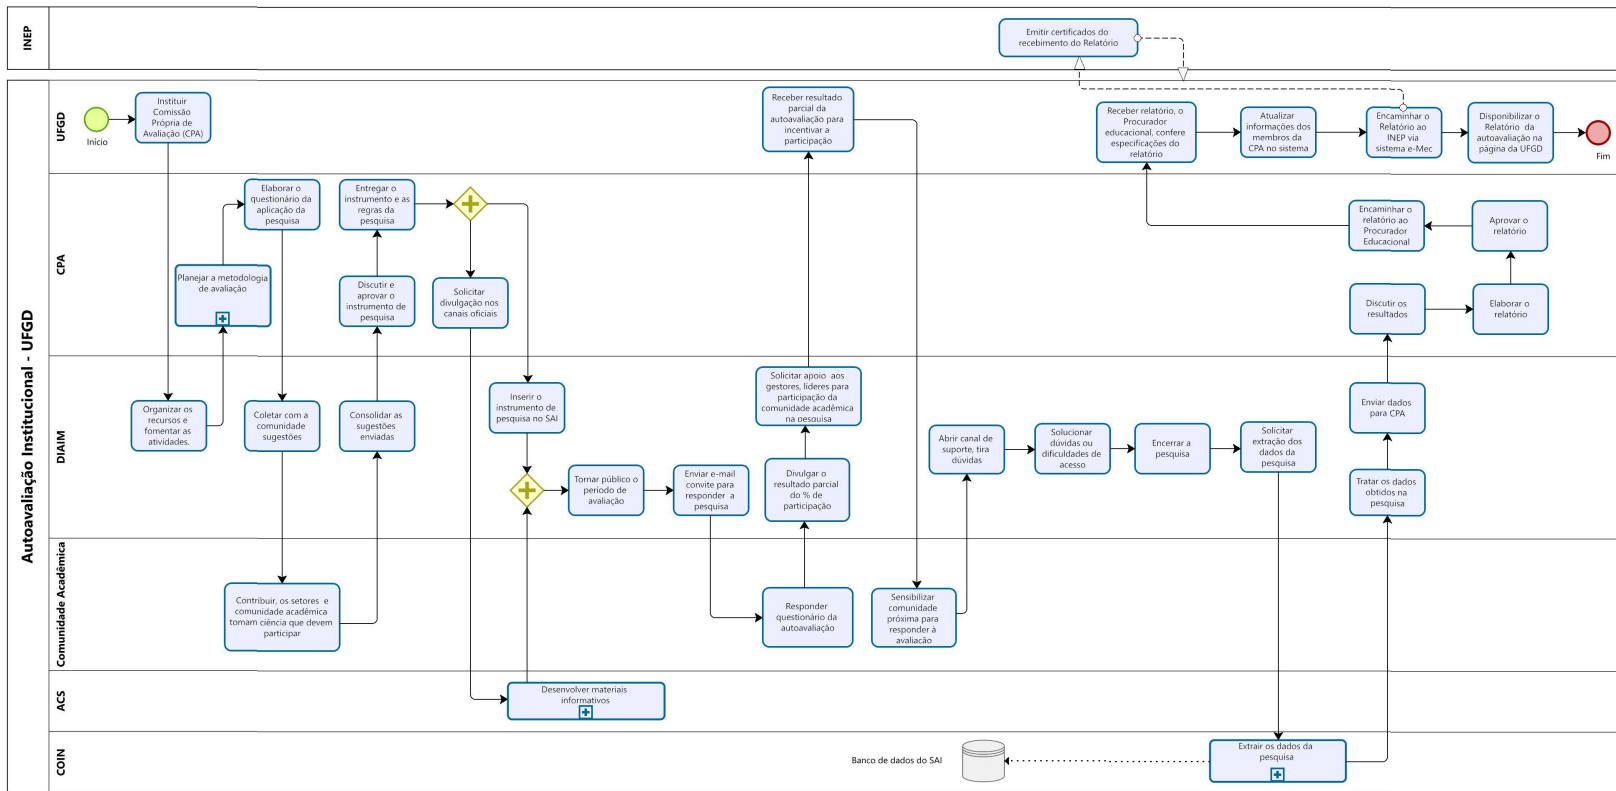 INEP
Emitir certificados do
recebimento do Relatório
Autoavaliação Institucional - UFGD
UFGD
Início
Instituir
Comissão
Própria de
Avaliação (CPA)
Receber resultado
parcial da
autoavaliação para
incentivar a
participação
Receber relatório, o
Procurador
educacional, confere
especificações do
relatório
Atualizar
informações dos
membros da
CPA no sistema
Encaminhar o
Relatório ao
INEP via
sistema e-Mec
Disponibilizar o
Relatório da
autoavaliação na
página da UFGD
Fim
CPA
Planejar a metodologia
de avaliação
Elaborar o
questionário da
aplicação da
pesquisa
Entregar o
instrumento e as
regras da
pesquisa
Discutir e
aprovar o
instrumento de
pesquisa
Solicitar
divulgação nos
canais oficiais
Encaminhar o
relatório ao
Procurador
Educacional
Aprovar o
relatório
Discutir os
resultados
Elaborar o
relatório
DIAIM
Organizar os
recursos e
fomentar as
atividades.
Coletar com a
comunidade
sugestões
Consolidar as
sugestões
enviadas
Inserir o
instrumento de
pesquisa no SAI
Tornar público o
período de
avaliação
Enviar e-mail
convite para
responder a
pesquisa
Solicitar apoio aos
gestores, líderes para
participação da
comunidade acadêmica
na pesquisa
Divulgar o
resultado parcial
do % de
participação
Abrir canal de
suporte, tira
dúvidas
Solucionar
dúvidas ou
dificuldades de
acesso
Encerrar a
pesquisa
Solicitar
extração dos
dados da
pesquisa
Enviar dados
para CPA
Tratar os dados
obtidos na
pesquisa
Comunidade Acadêmica
Contribuir, os setores e
comunidade acadêmica
tomam ciência que devem
participar
Responder
questionário da
autoavaliação
Sensibilizar
comunidade
próxima para
responder à
avaliação
ACS
Desenvolver materiais
informativos
COIN
Banco de dados do SAI
Extrair os dados da
pesquisa